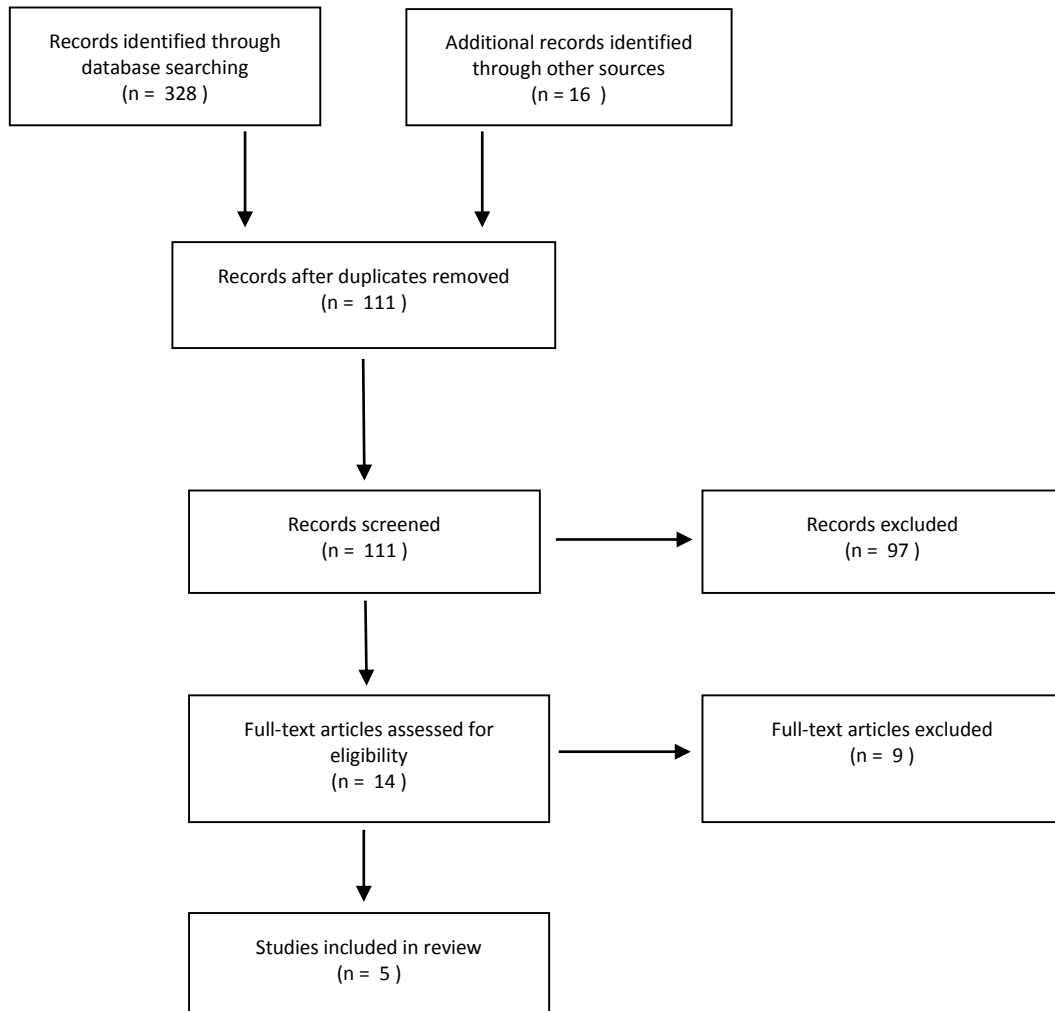 Records identified through
database searching
(n =  328 )
Additional records identified
through other sources
(n = 16  )
Records after duplicates removed
(n =  111 )
Records screened
(n =  111 )
Records excluded
(n =  97 )
Full-text articles assessed for
eligibility
(n =  14 )
Full-text articles excluded
(n =  9 )
Studies included in review
(n =  5 )